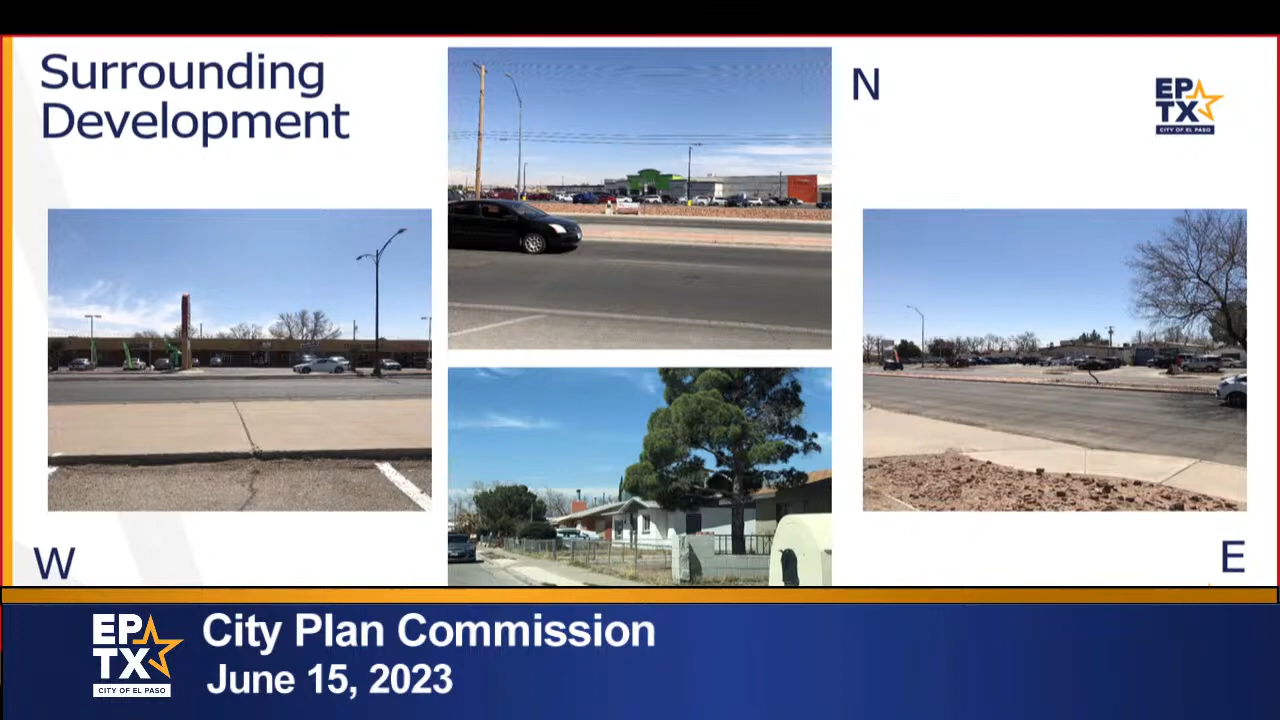 Surrounding
Development
N
EP
TX
CITY OF EL PASO
W
E
EP
TX
CITY OF EL PASO
City Plan Commission
June 15, 2023